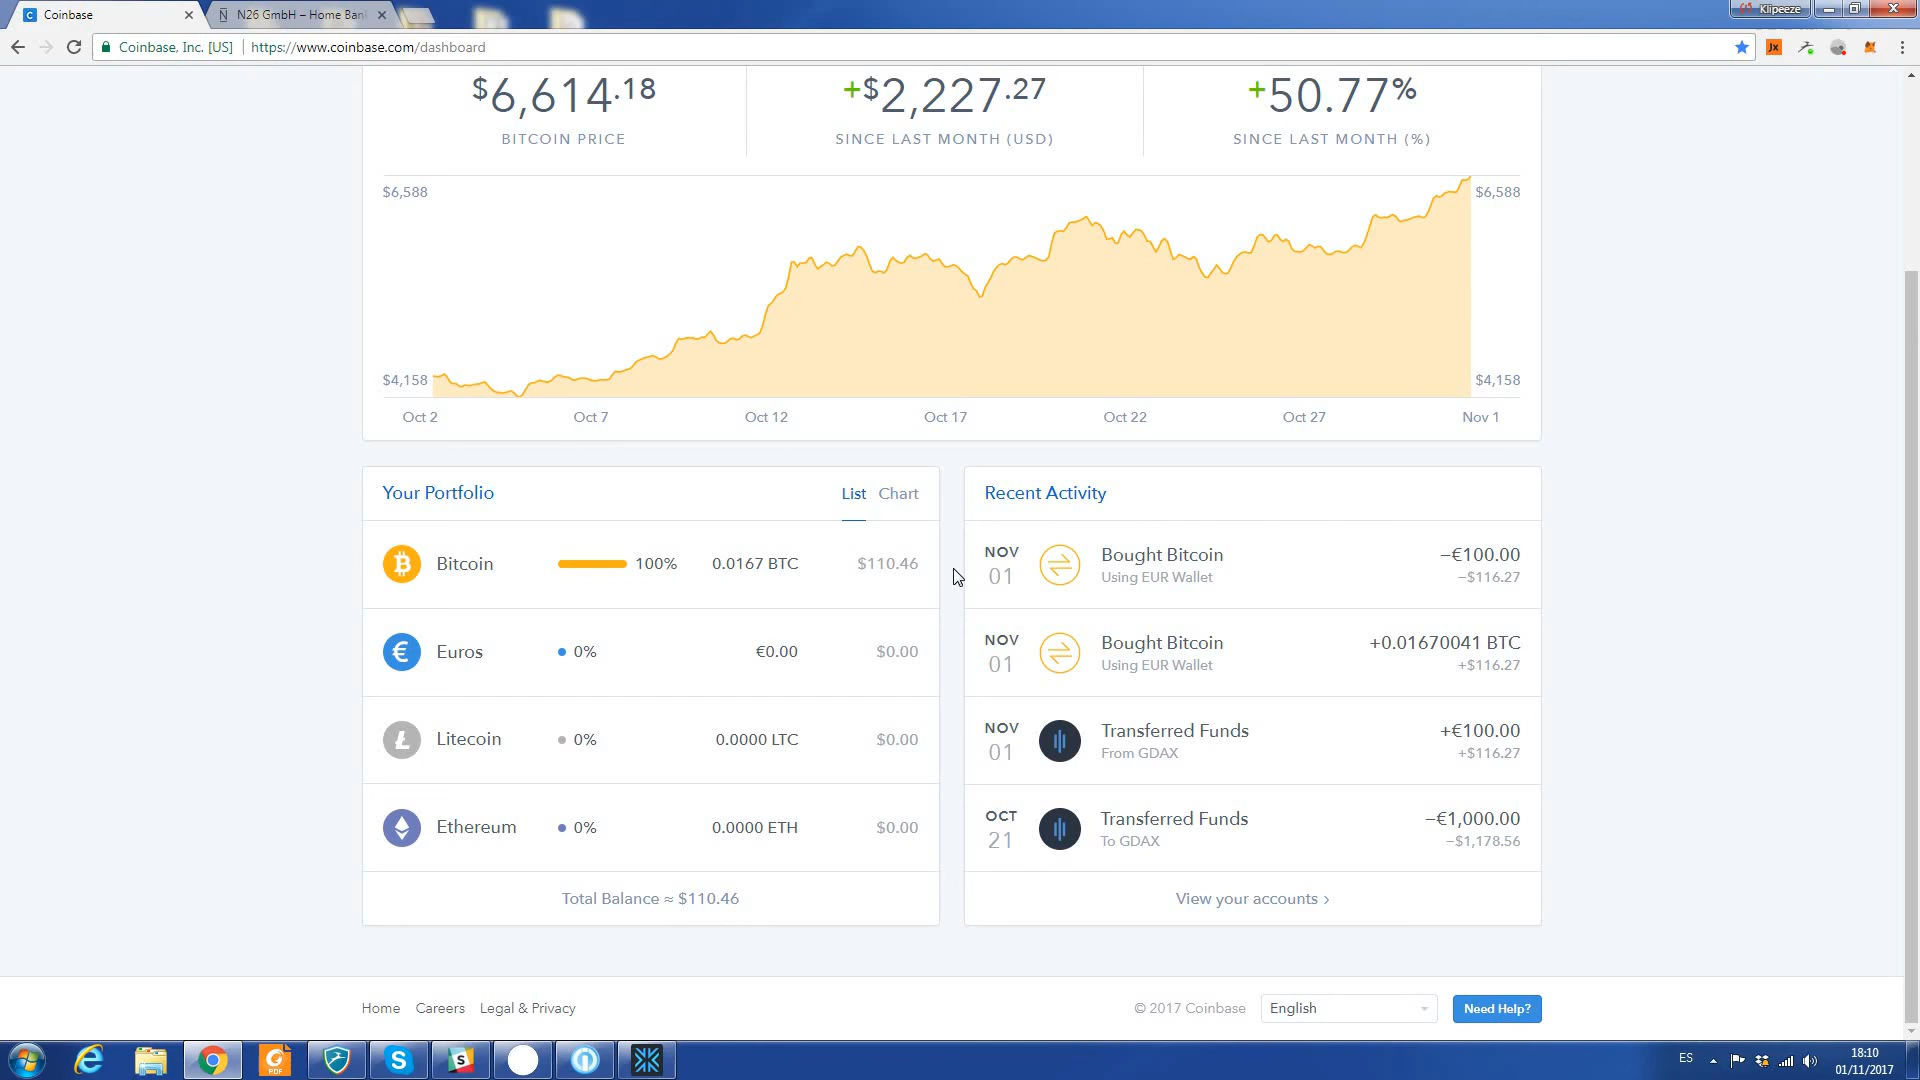 Coinbase
N26 GmbH – Home Bank
Klipeeze
Coinbase, Inc. [US]
https://www.coinbase.com/dashboard
$6,614.18
BITCOIN PRICE
+$2,227.27
SINCE LAST MONTH (USD)
+50.77%
SINCE LAST MONTH (%)
$6,588
$6,588
$4,158
$4,158
Oct 2
Oct 7
Oct 12
Oct 17
Oct 22
Oct 27
Nov 1
Your Portfolio
List
Chart
Bitcoin
100%
0.0167 BTC
$110.46
Euros
0%
€0.00
$0.00
Litecoin
0%
0.0000 LTC
$0.00
Ethereum
0%
0.0000 ETH
$0.00
Total Balance ≈ $110.46
Recent Activity
NOV
01
Bought Bitcoin
Using EUR Wallet
−€100.00
−$116.27
NOV
01
Bought Bitcoin
Using EUR Wallet
+0.01670041 BTC
+$116.27
NOV
01
Transferred Funds
From GDAX
+€100.00
+$116.27
OCT
21
Transferred Funds
To GDAX
−€1,000.00
−$1,178.56
View your accounts ›
Home
Careers
Legal & Privacy
© 2017 Coinbase
English
Need Help?
PDF
ES
18:10
01/11/2017